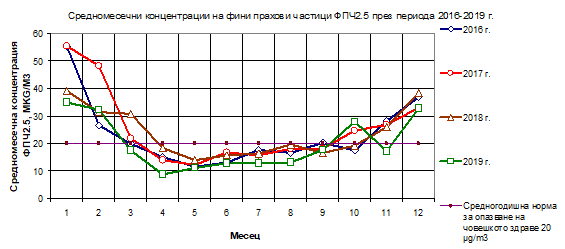 Средномесечни концентрации на фини прахови частици ФПЧ2.5 през периода 2016-2019 г.
Средномесечна концентрация
ФПЧ2.5, MKG/M3
60
50
40
30
20
10
0
1 2 3 4 5 6 7 8 9 10 11 12
Месец
2016 г.
2017 г.
2018 г.
2019 г.
Средногодишна норма
за опазване на
човешкото здраве 20
µg/m3